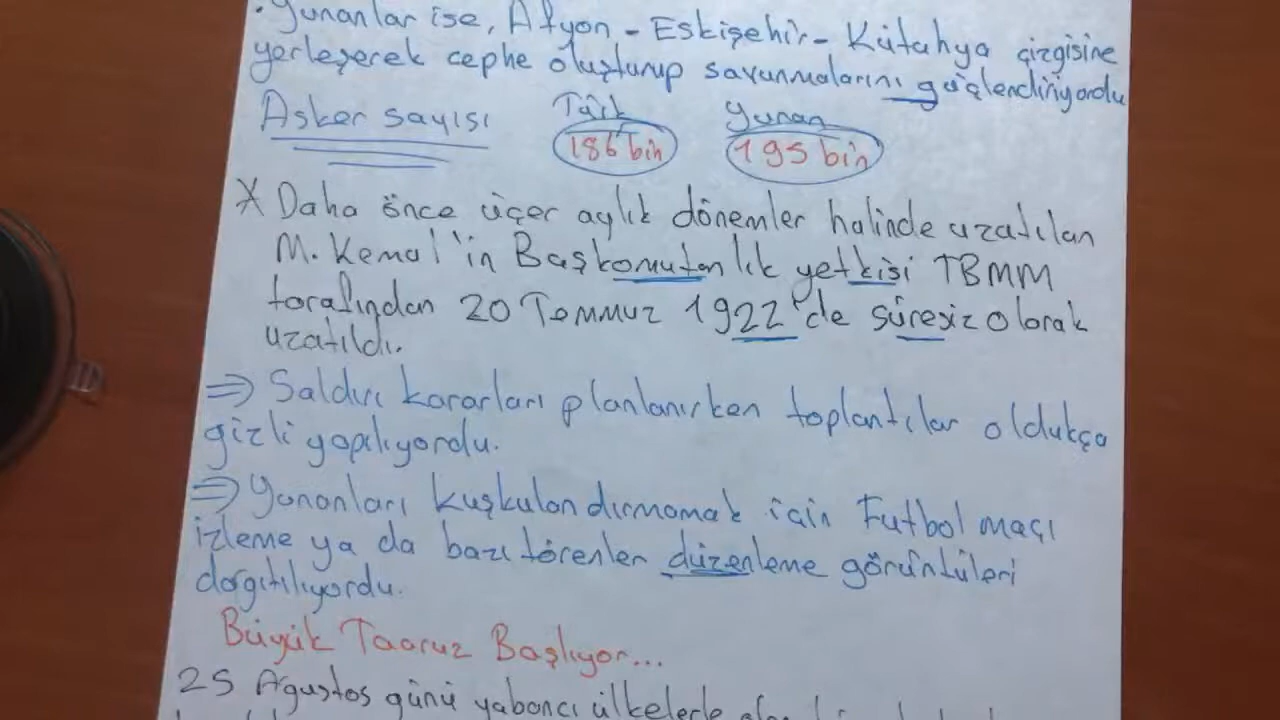 • Yunanlar ise, Afyon - Eskişehir - Kütahya çizgisine
yerleşerek cephe oluşturup savunmalarını güçlendiriyordu
Asker sayısı Türk Yunan
186 bin 195 bin
* Daha önce üçer aylık dönemler halinde uzatılan
M. Kemal'in Başkomutanlık yetkisi TBMM
tarafından 20 Temmuz 1922'de süresiz olarak
uzatıldı.
⇒ Saldırı kararları planlanırken toplantılar oldukça
gizli yapılıyordu.
⇒ Yunanları kuşkulandırmamak için Futbol maçı
izleme ya da bazı törenler düzenleme görüntüleri
dağıtılıyordu.
Büyük Taaruz Başlıyor...
25 Ağustos günü yabancı ülkelerle